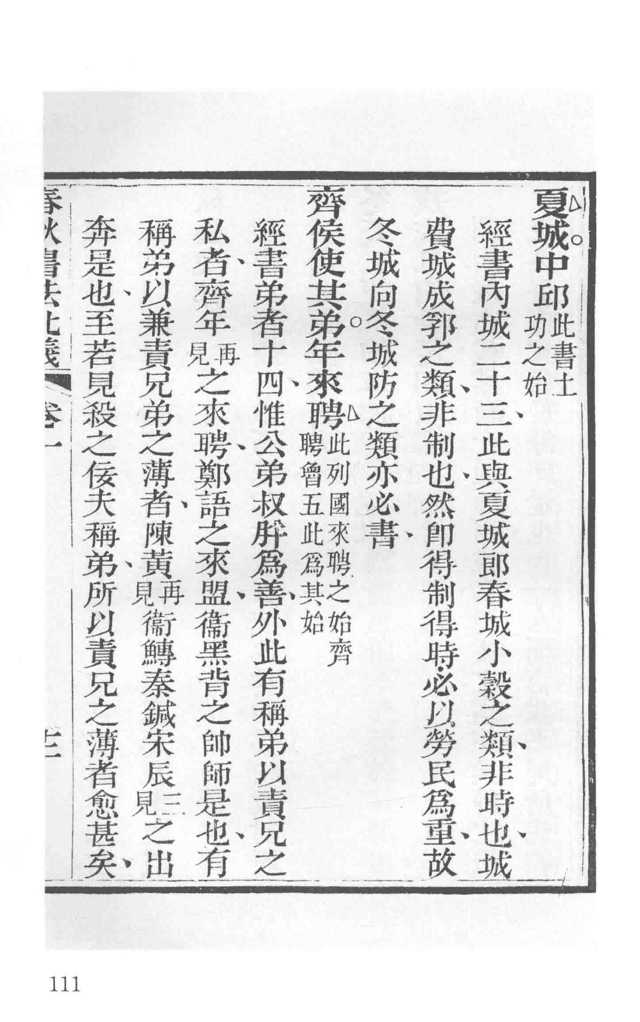 夏城中邱此書土功之始
經書內城二十三此與夏城郎春城小穀之類非時也城
費城成郛之類非制也然卽得制得時必以勞民爲重故
冬城向冬城防之類亦必書
齊侯使其弟年來聘此列國來聘之始齊聘魯五此爲其始
經書弟者十四惟公弟叔肸爲善外此有稱弟以責兄之
私者齊年再見之來聘鄭語之來盟衞黑背之帥師是也有
稱弟以兼責兄弟之薄者陳黃再見衞鱄秦鍼宋辰三見之出
奔是也至若見殺之佞夫稱弟所以責兄之薄者愈甚矣
春秋書法比義 卷一 十二
111